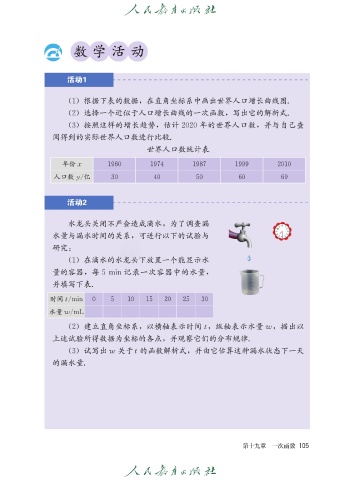 人民教育出版社
数学活动
活动1
(1) 根据下表的数据，在直角坐标系中画出世界人口增长曲线图.
(2) 选择一个近似于人口增长曲线的一次函数，写出它的解析式.
(3) 按照这样的增长趋势，估计 2020 年的世界人口数，并与自己查
阅得到的实际世界人口数进行比较.
世界人口数统计表
年份 x 1960 1974 1987 1999 2010
人口数 y/亿 30 40 50 60 69
活动2
水龙头关闭不严会造成滴水，为了调查漏
水量与漏水时间的关系，可进行以下的试验与
研究：
(1) 在滴水的水龙头下放置一个能显示水
量的容器，每 5 min 记录一次容器中的水量，
并填写下表.
时间 t/min 0 5 10 15 20 25 30
水量 w/mL
(2) 建立直角坐标系，以横轴表示时间 t，纵轴表示水量 w，描出以
上述试验所得数据为坐标的各点，并观察它们的分布规律.
(3) 试写出 w 关于 t 的函数解析式，并由它估算这种漏水状态下一天
的漏水量.
第十九章 一次函数 105
人民教育出版社